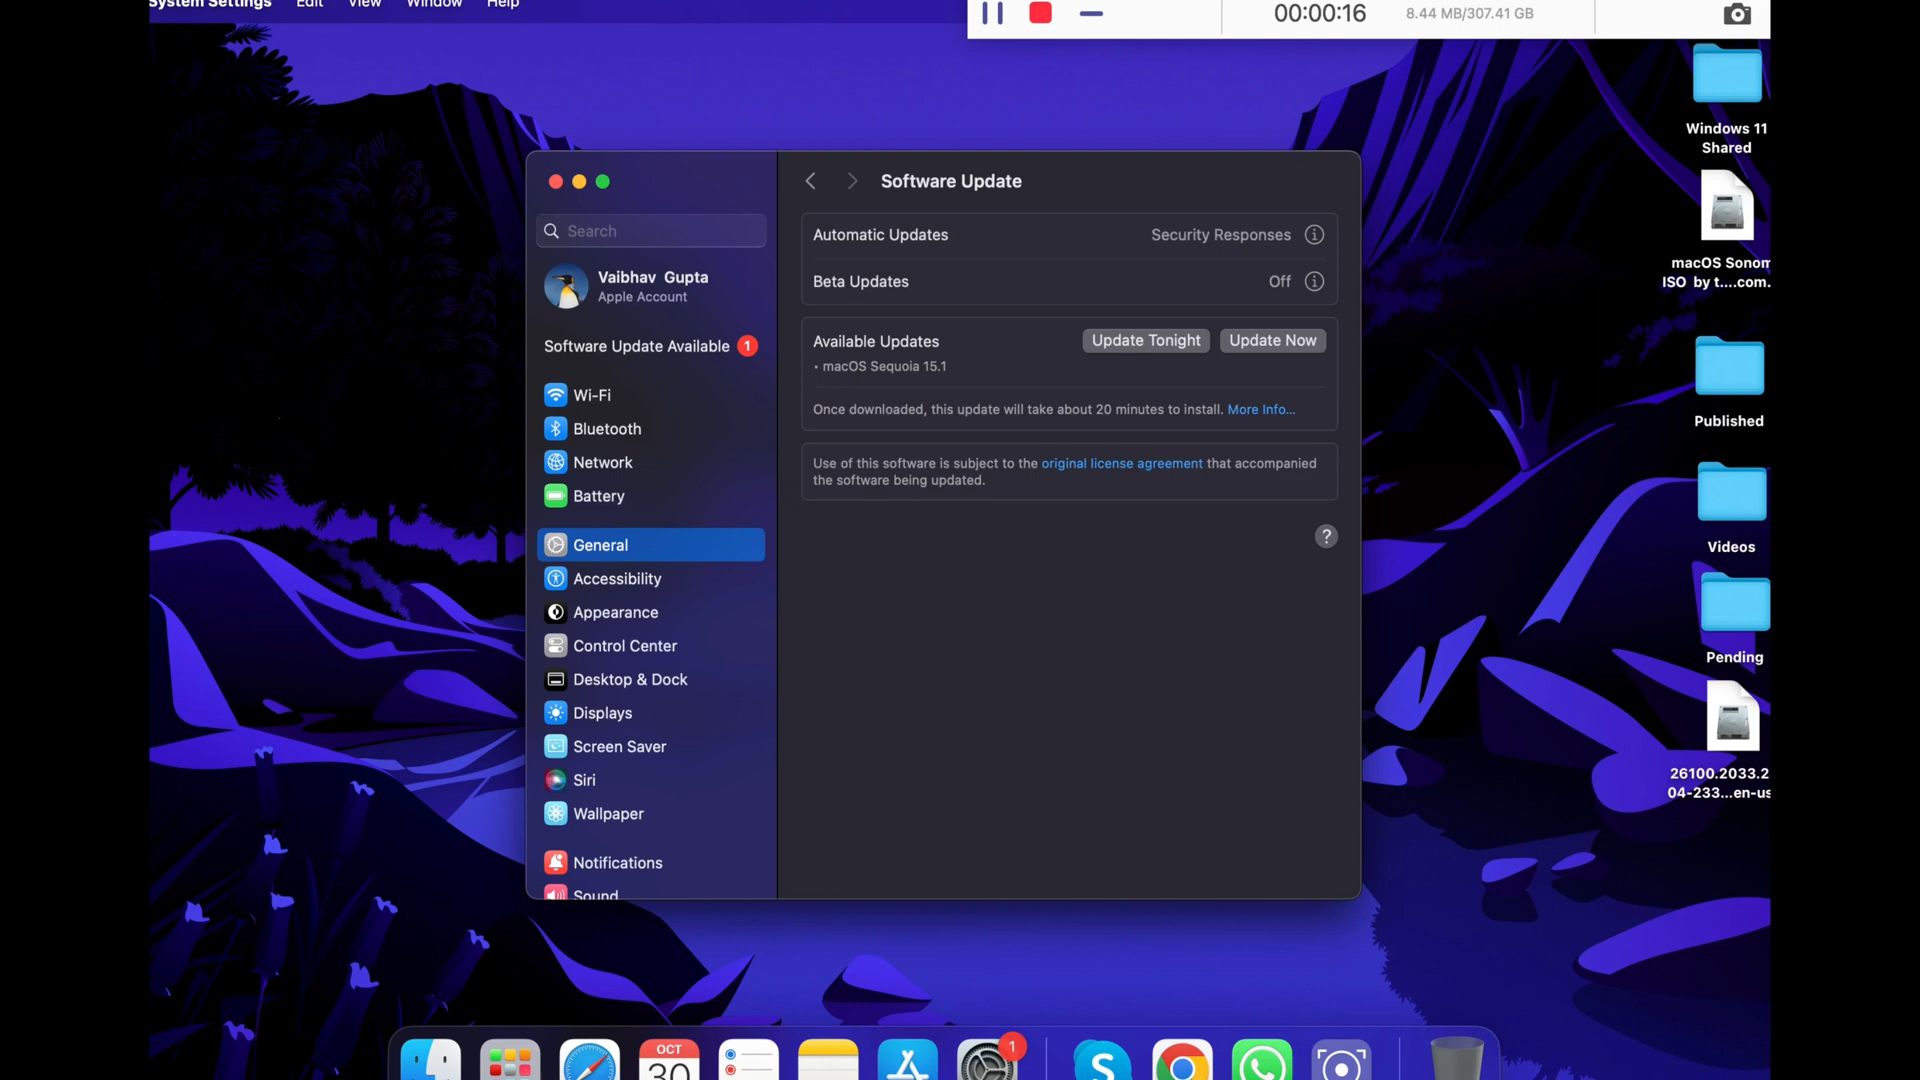 System Settings Edit View Window Help
00:00:16 8.44 MB/307.41 GB
Windows 11
Shared
macOS Sonom
ISO by t....com.
Published
Videos
Pending
26100.2033.2
04-233...en-us
Search
Vaibhav Gupta
Apple Account
Software Update Available 1
Wi-Fi
Bluetooth
Network
Battery
General
Accessibility
Appearance
Control Center
Desktop & Dock
Displays
Screen Saver
Siri
Wallpaper
Notifications
Sound
Software Update
Automatic Updates Security Responses
Beta Updates Off
Available Updates Update Tonight Update Now
• macOS Sequoia 15.1
Once downloaded, this update will take about 20 minutes to install. More Info...
Use of this software is subject to the original license agreement that accompanied
the software being updated.
?
OCT
30
1
S